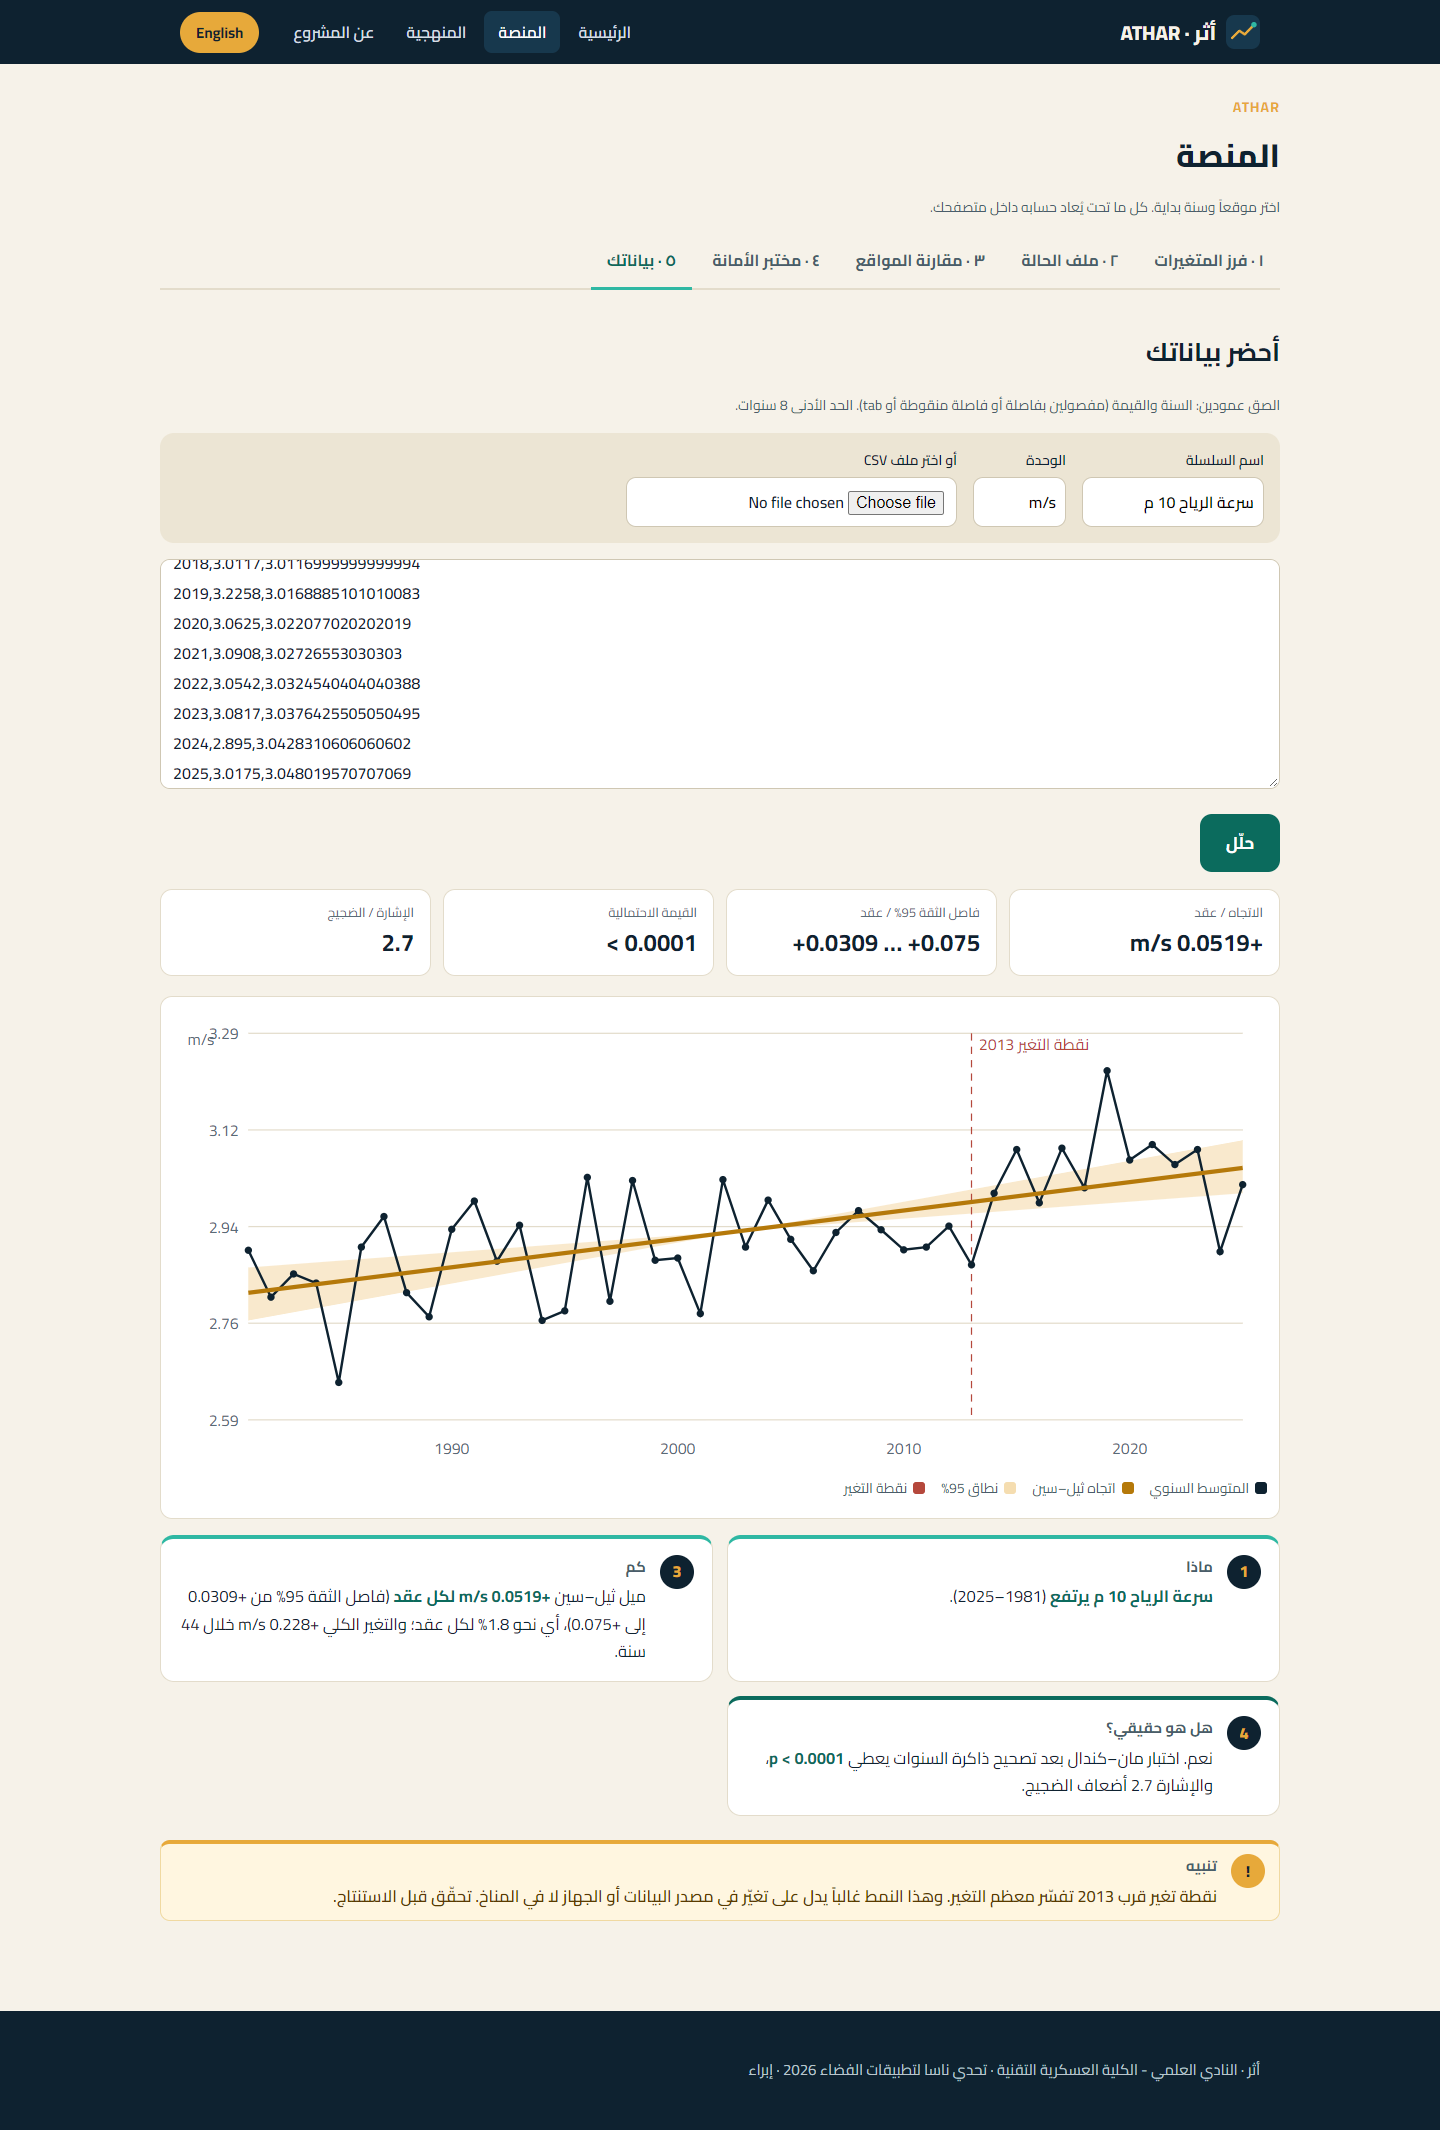 أثر · ATHAR
الرئيسية
المنصة
المنهجية
عن المشروع
English
ATHAR
المنصة
اختر موقعاً وسنة بداية. كل ما تحت يُعاد حسابه داخل متصفحك.
١ · فرز المتغيرات
٢ · ملف الحالة
٣ · مقارنة المواقع
٤ · مختبر الأمانة
٥ · بياناتك
أحضر بياناتك
الصق عمودين: السنة والقيمة (مفصولين بفاصلة أو فاصلة منقوطة أو tab). الحد الأدنى 8 سنوات.
اسم السلسلة
الوحدة
أو اختر ملف CSV
سرعة الرياح 10 م
m/s
Choose file No file chosen
2018,3.0117,3.0116999999999994
2019,3.2258,3.0168885101010083
2020,3.0625,3.022077020202019
2021,3.0908,3.02726553030303
2022,3.0542,3.0324540404040388
2023,3.0817,3.0376425505050495
2024,2.895,3.0428310606060602
2025,3.0175,3.048019570707069
حلّل
الاتجاه / عقد
+0.0519 m/s
فاصل الثقة 95% / عقد
+0.0309 … +0.075
القيمة الاحتمالية
< 0.0001
الإشارة / الضجيج
2.7
m/s
3.29
3.12
2.94
2.76
2.59
نقطة التغير 2013
1990
2000
2010
2020
المتوسط السنوي
اتجاه ثيل–سين
نطاق 95%
نقطة التغير
1
ماذا
سرعة الرياح 10 م يرتفع (1981–2025).
3
كم
ميل ثيل–سين +0.0519 m/s لكل عقد (فاصل الثقة 95% من +0.0309
إلى +0.075)، أي نحو 1.8% لكل عقد؛ والتغير الكلي +0.228 m/s خلال 44
سنة.
4
هل هو حقيقي؟
نعم. اختبار مان–كندال بعد تصحيح ذاكرة السنوات يعطي p < 0.0001،
والإشارة 2.7 أضعاف الضجيج.
!
تنبيه
نقطة تغير قرب 2013 تفسّر معظم التغير. وهذا النمط غالباً يدل على تغيّر في مصدر البيانات أو الجهاز لا في المناخ. تحقّق قبل الاستنتاج.
أثر · النادي العلمي - الكلية العسكرية التقنية · تحدي ناسا لتطبيقات الفضاء 2026 · إبراء